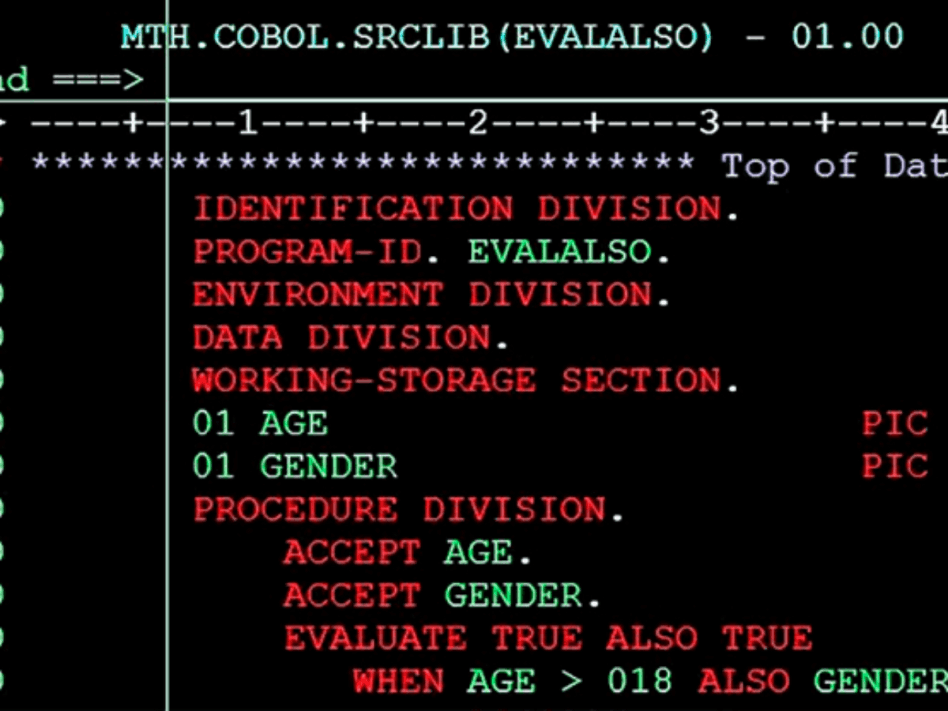 MTH.COBOL.SRCLIB(EVALALSO) - 01.00
===>
----+----1----+----2----+----3----+----4
***************************** Top of Dat
IDENTIFICATION DIVISION.
PROGRAM-ID. EVALALSO.
ENVIRONMENT DIVISION.
DATA DIVISION.
WORKING-STORAGE SECTION.
01 AGE PIC
01 GENDER PIC
PROCEDURE DIVISION.
ACCEPT AGE.
ACCEPT GENDER.
EVALUATE TRUE ALSO TRUE
WHEN AGE > 018 ALSO GENDER